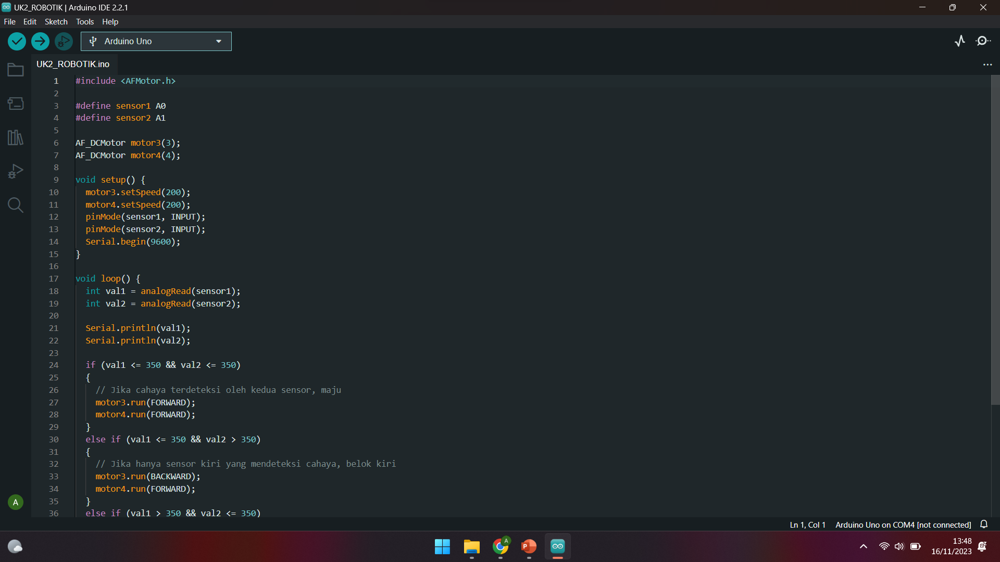 UK2_ROBOTIK | Arduino IDE 2.2.1
File Edit Sketch Tools Help
Arduino Uno
UK2_ROBOTIK.ino
1 #include <AFMotor.h>
2
3 #define sensor1 A0
4 #define sensor2 A1
5
6 AF_DCMotor motor3(3);
7 AF_DCMotor motor4(4);
8
9 void setup() {
10 motor3.setSpeed(200);
11 motor4.setSpeed(200);
12 pinMode(sensor1, INPUT);
13 pinMode(sensor2, INPUT);
14 Serial.begin(9600);
15 }
16
17 void loop() {
18 int val1 = analogRead(sensor1);
19 int val2 = analogRead(sensor2);
20
21 Serial.println(val1);
22 Serial.println(val2);
23
24 if (val1 <= 350 && val2 <= 350)
25 {
26 // Jika cahaya terdeteksi oleh kedua sensor, maju
27 motor3.run(FORWARD);
28 motor4.run(FORWARD);
29 }
30 else if (val1 <= 350 && val2 > 350)
31 {
32 // Jika hanya sensor kiri yang mendeteksi cahaya, belok kiri
33 motor3.run(BACKWARD);
34 motor4.run(FORWARD);
35 }
36 else if (val1 > 350 && val2 <= 350)
A
Ln 1, Col 1 Arduino Uno on COM4 [not connected]
A
P
13:48
16/11/2023